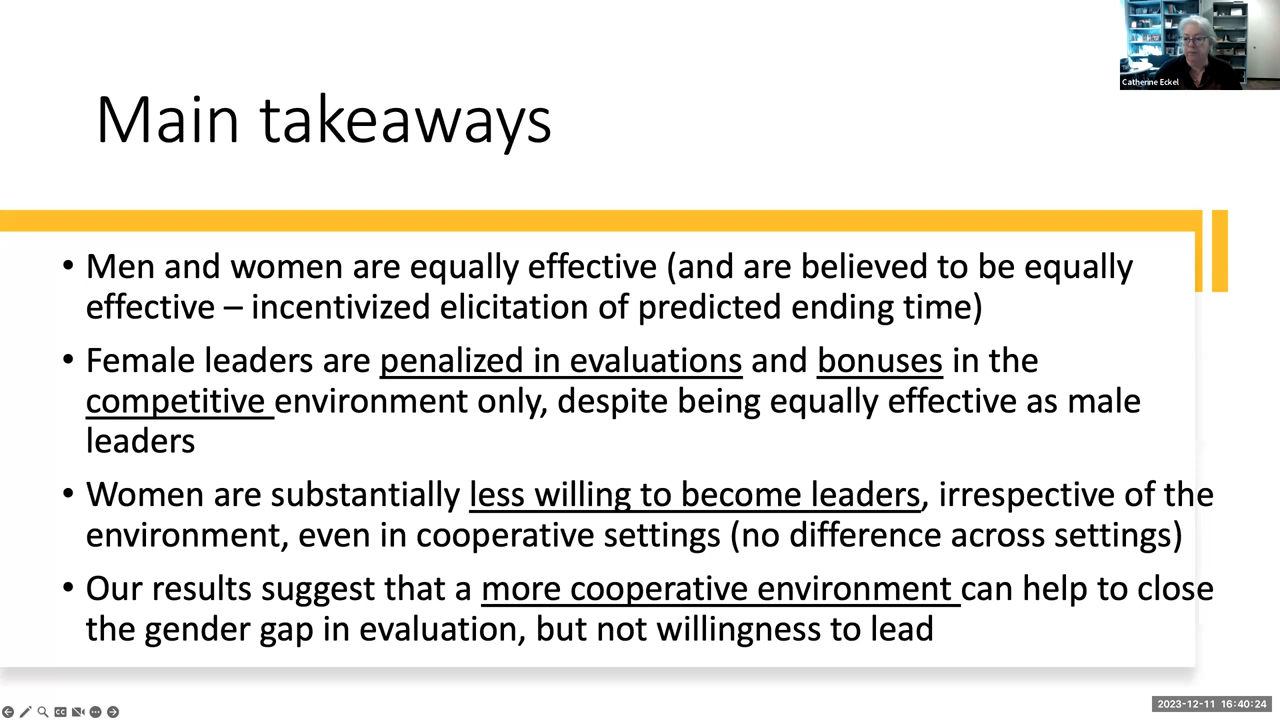 Catherine Eckel
Main takeaways
• Men and women are equally effective (and are believed to be equally
effective – incentivized elicitation of predicted ending time)
• Female leaders are penalized in evaluations and bonuses in the
competitive environment only, despite being equally effective as male
leaders
• Women are substantially less willing to become leaders, irrespective of the
environment, even in cooperative settings (no difference across settings)
• Our results suggest that a more cooperative environment can help to close
the gender gap in evaluation, but not willingness to lead
2023-12-11 16:40:24